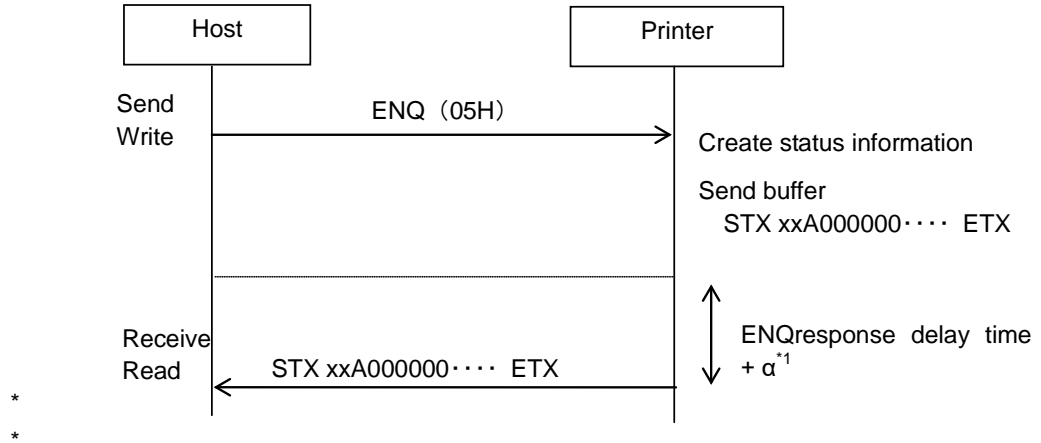 Host
Printer
Send
Write
ENQ（05H）
Create status information
Send buffer
STX xxA000000···· ETX
Receive
Read
STX xxA000000···· ETX
ENQresponse delay time
+ α*1
*
*